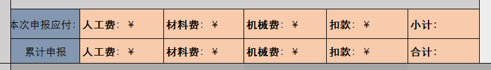 本次申报应付: 人工费: ¥ 材料费: ¥ 机械费: ¥ 扣款: ¥ 小计:
累计申报 人工费: ¥ 材料费: ¥ 机械费: ¥ 扣款: ¥ 合计: